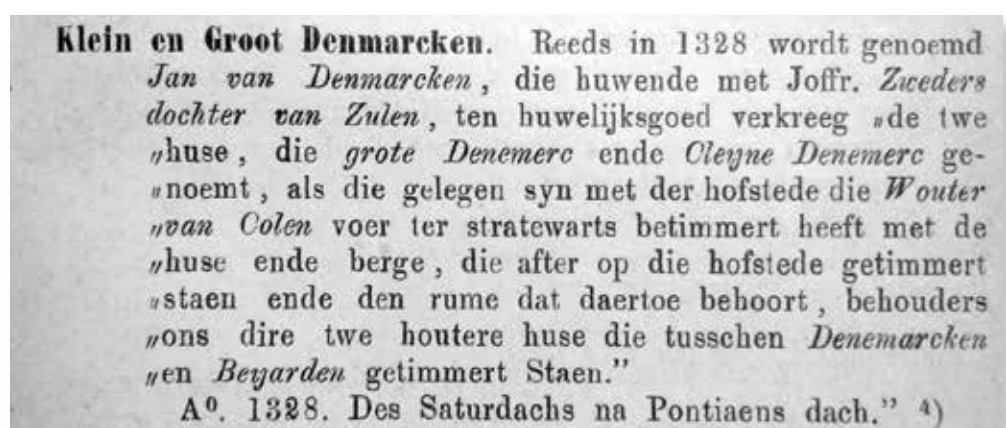 Klein en Groot Denmarcken. Reeds in 1328 wordt genoemd
Jan van Denmarcken, die huwende met Joffr. Zweders
dochter van Zulen, ten huwelijksgoed verkreeg „de twe
„huse, die grote Denemerc ende Cleyne Denemerc ge-
„noemt, als die gelegen syn met der hofstede die Wouter
„van Colen voer ter stratewarts betimmert heeft met de
„huse ende berge, die after op die hofstede getimmert
„staen ende den rume dat daertoe behoort, behouders
„ons dire twe houtere huse die tusschen Denemarcken
„en Beyarden getimmert Staen.”
A⁰. 1328. Des Saturdachs na Pontiaens dach.” ⁴)